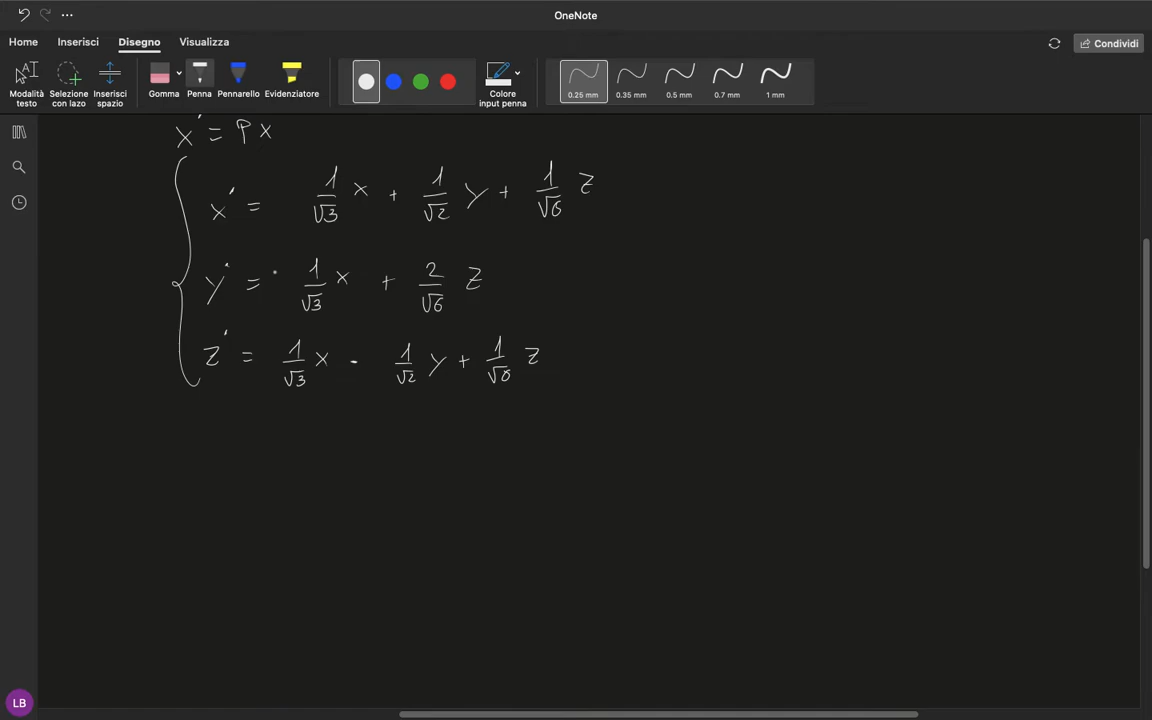 OneNote
Home Inserisci Disegno Visualizza
Condividi
Modalità testo
Selezione con lazo
Inserisci spazio
Gomma
Penna
Pennarello
Evidenziatore
Colore input penna
0.25 mm 0.35 mm 0.5 mm 0.7 mm 1 mm
x' = Px
x' = 1/√3 x + 1/√2 y + 1/√6 z
y' = · 1/√3 x + 2/√6 z
z' = 1/√3 x - 1/√2 y + 1/√6 z
LB